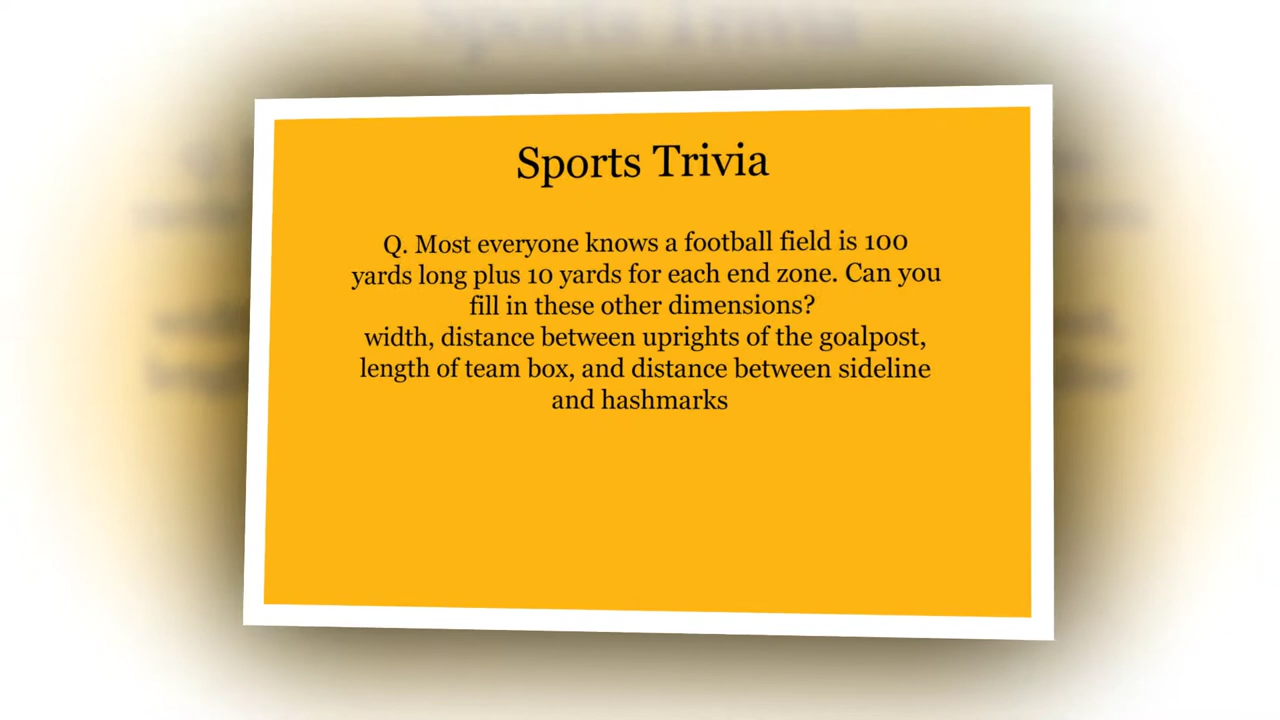 Sports Trivia
Q. Most everyone knows a football field is 100
yards long plus 10 yards for each end zone. Can you
fill in these other dimensions?
width, distance between uprights of the goalpost,
length of team box, and distance between sideline
and hashmarks